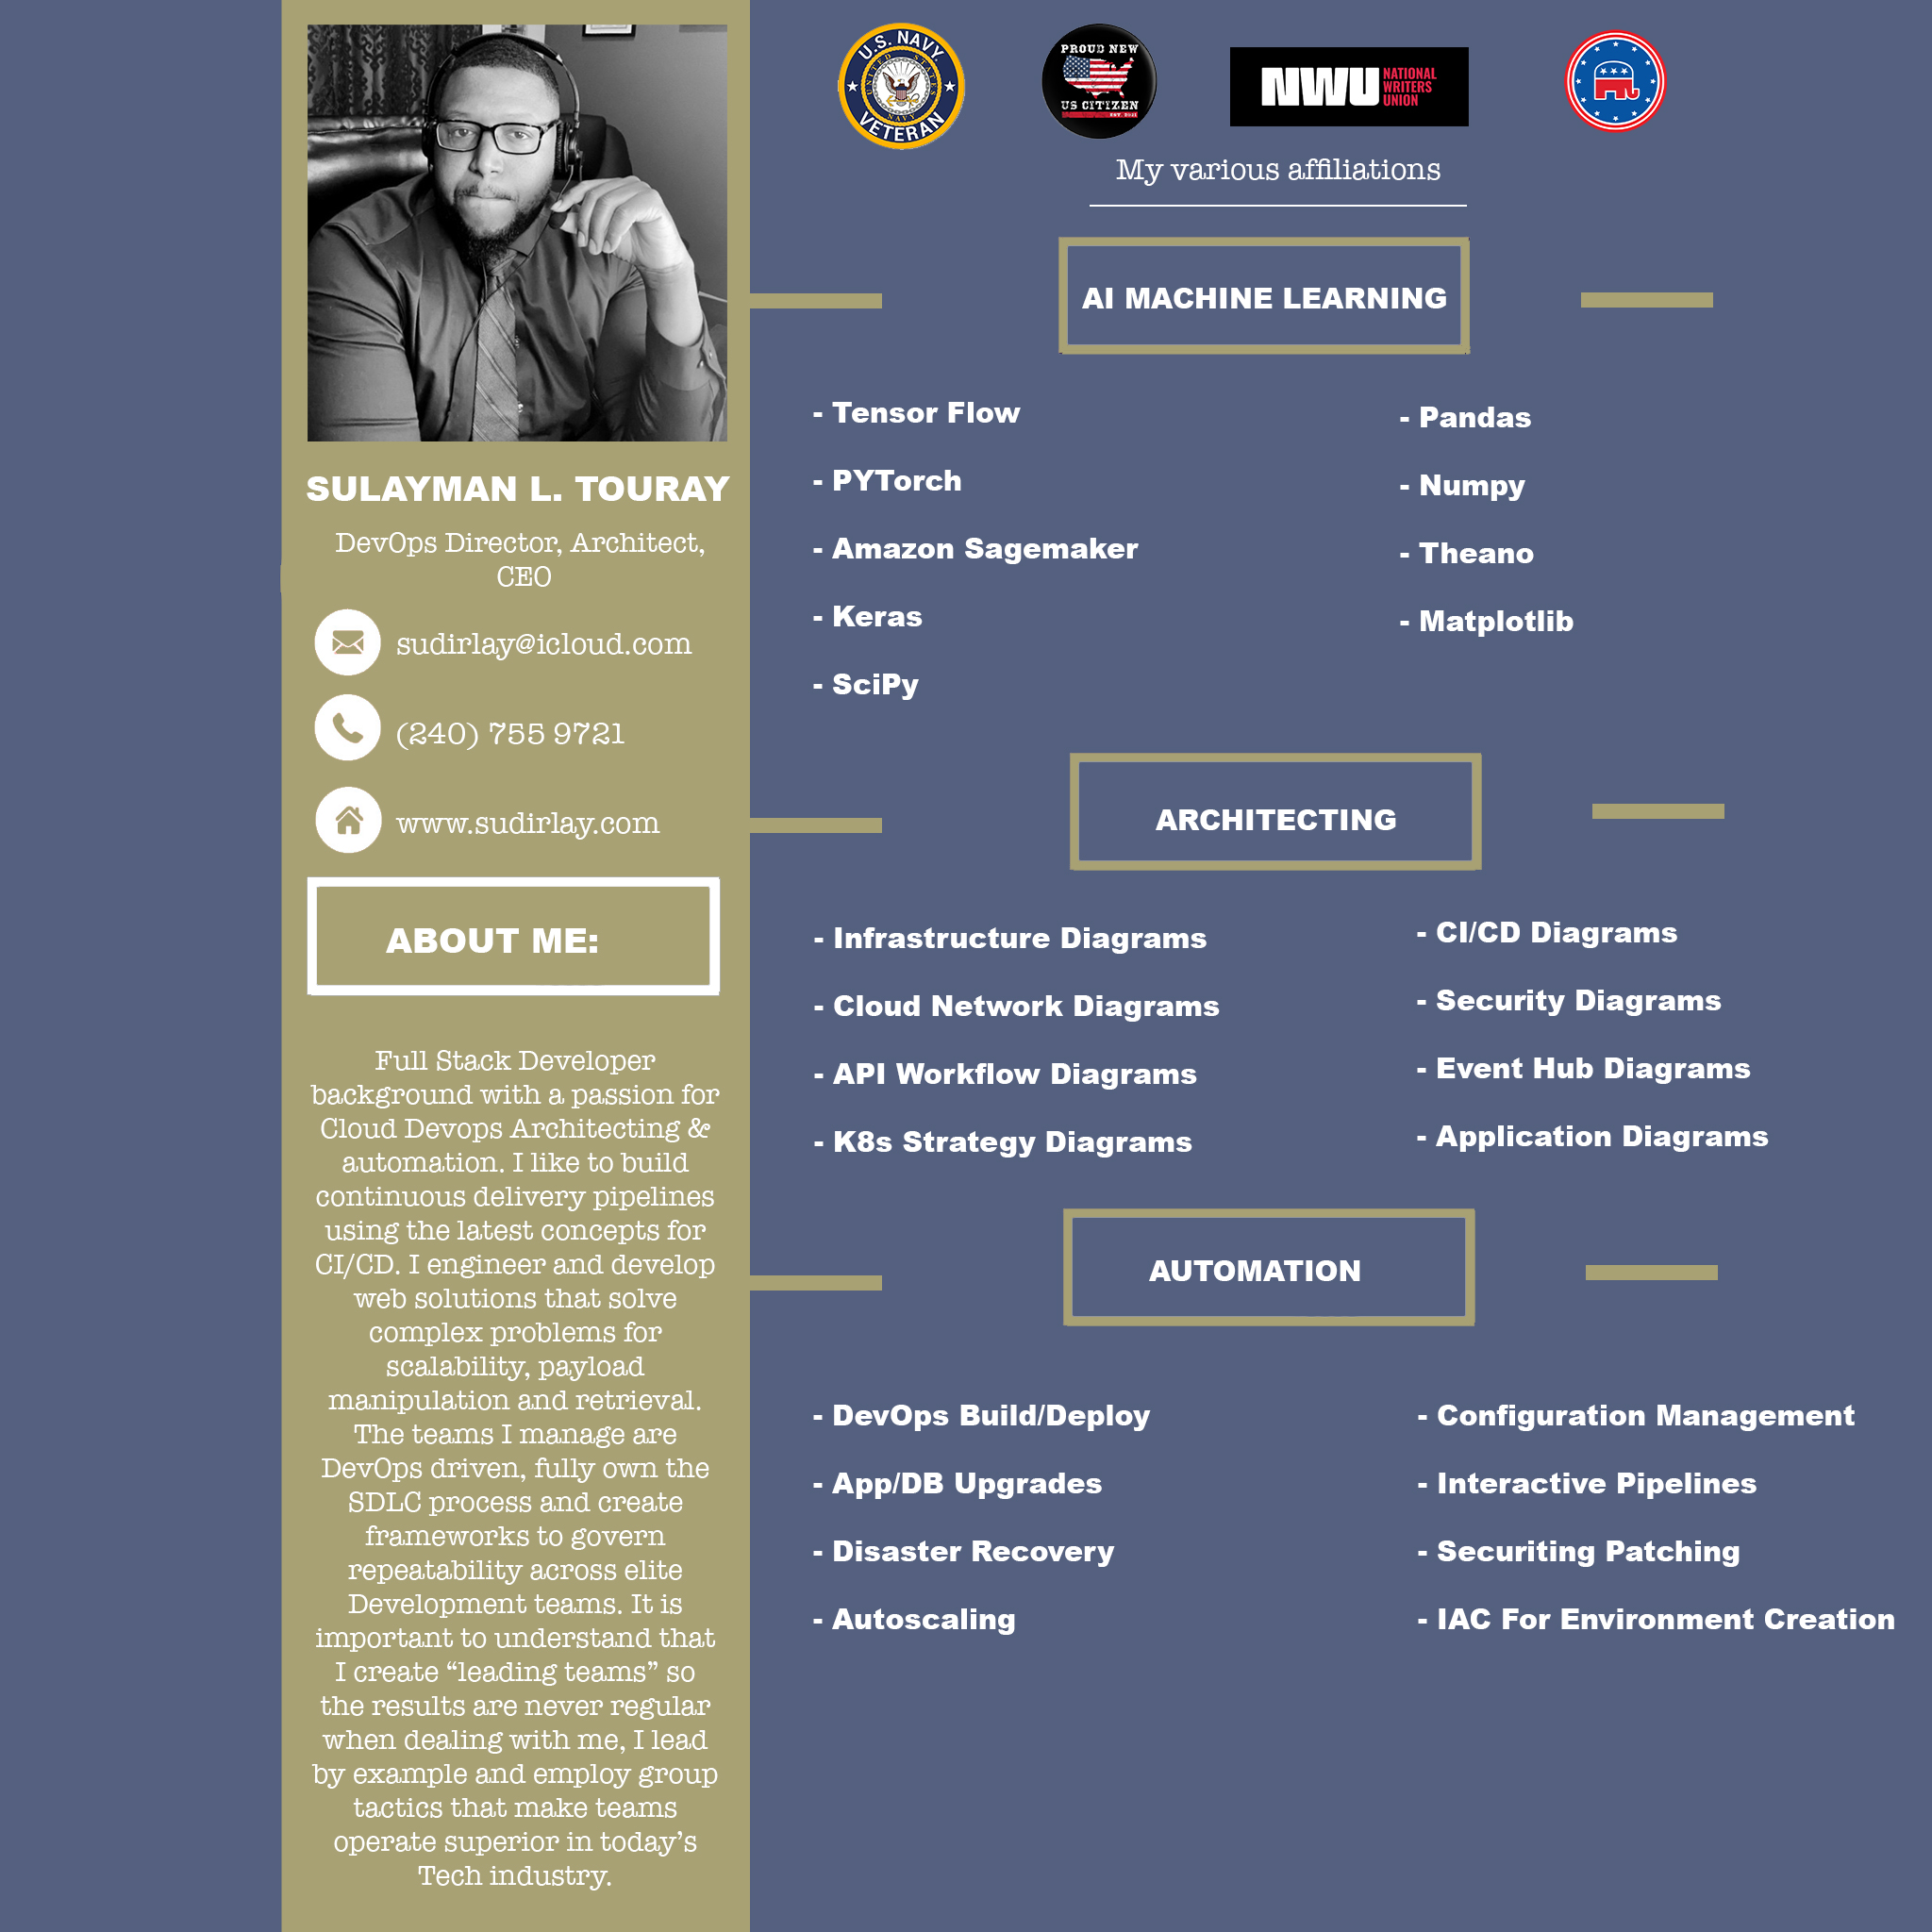 SULAYMAN L. TOURAY
DevOps Director, Architect,
CEO
sudirlay@icloud.com
(240) 755 9721
www.sudirlay.com
ABOUT ME:
Full Stack Developer
background with a passion for
Cloud Devops Architecting &
automation. I like to build
continuous delivery pipelines
using the latest concepts for
CI/CD. I engineer and develop
web solutions that solve
complex problems for
scalability, payload
manipulation and retrieval.
The teams I manage are
DevOps driven, fully own the
SDLC process and create
frameworks to govern
repeatability across elite
Development teams. It is
important to understand that
I create “leading teams” so
the results are never regular
when dealing with me, I lead
by example and employ group
tactics that make teams
operate superior in today’s
Tech industry.
U.S. NAVY
UNITED STATES
NAVY
VETERAN
PROUD NEW
US CITIZEN
EST. 2021
NWU NATIONAL
WRITERS
UNION
My various affiliations
AI MACHINE LEARNING
- Tensor Flow
- PYTorch
- Amazon Sagemaker
- Keras
- SciPy
- Pandas
- Numpy
- Theano
- Matplotlib
ARCHITECTING
- Infrastructure Diagrams
- Cloud Network Diagrams
- API Workflow Diagrams
- K8s Strategy Diagrams
- CI/CD Diagrams
- Security Diagrams
- Event Hub Diagrams
- Application Diagrams
AUTOMATION
- DevOps Build/Deploy
- App/DB Upgrades
- Disaster Recovery
- Autoscaling
- Configuration Management
- Interactive Pipelines
- Securiting Patching
- IAC For Environment Creation